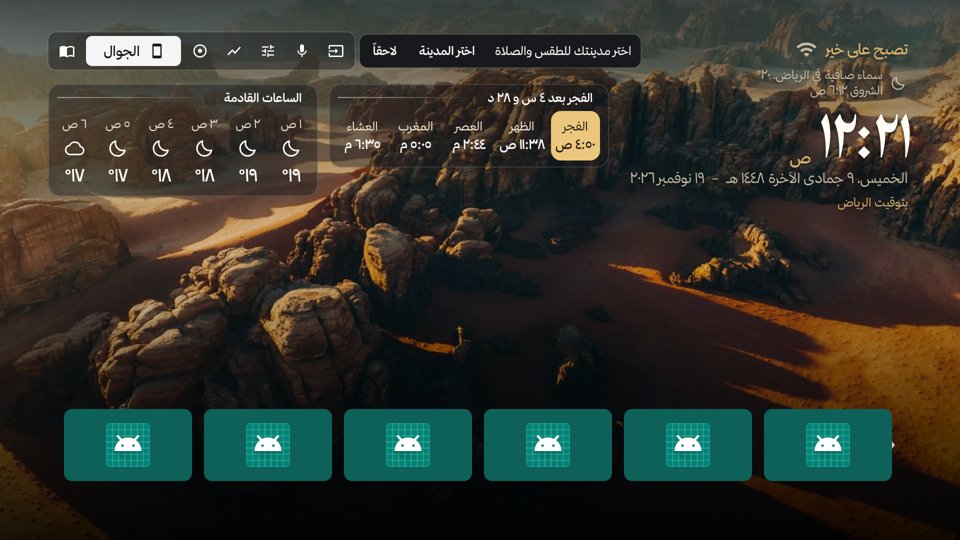 تصبح على خير
سماء صافية في الرياض، ٢٠°
الشروق ٦:١٢ ص
١٢:٢١ ص
الخميس، ٩ جمادى الآخرة ١٤٤٨ هـ – ١٩ نوفمبر ٢٠٢٦
بتوقيت الرياض
اختر مدينتك للطقس والصلاة اختر المدينة لاحقاً
الجوال
الفجر بعد ٤ س و ٢٨ د
الفجر الظهر العصر المغرب العشاء
٤:٥٠ ص ١١:٣٨ ص ٢:٤٤ م ٥:٠٥ م ٦:٣٥ م
الساعات القادمة
١ ص ٢ ص ٣ ص ٤ ص ٥ ص ٦ ص
١٩° ١٩° ١٨° ١٨° ١٧° ١٧°